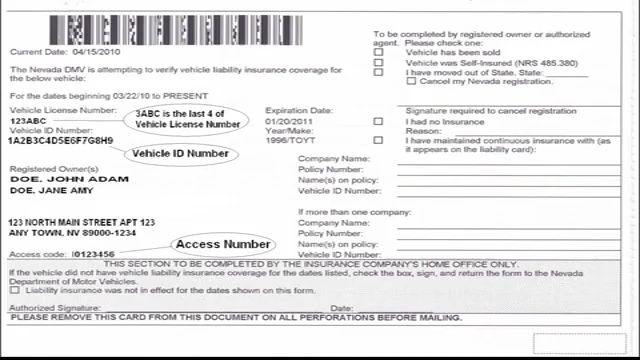 Current Date: 04/15/2010
The Nevada DMV is attempting to verify vehicle liability insurance coverage for
the below vehicle:
For the dates beginning 03/22/10 to PRESENT
Vehicle License Number:
123ABC
3ABC is the last 4 of
Vehicle License Number
Vehicle ID Number:
1A2B3C4D5E6F7G8H9
Vehicle ID Number
Expiration Date:
01/20/2011
Year/Make:
1996/TOYT
Registered Owner(s)
DOE, JOHN ADAM
DOE, JANE AMY
123 NORTH MAIN STREET APT 123
ANY TOWN, NV 89000-1234
Access Number
Access code: I0123456
To be completed by registered owner or authorized
agent. Please check one:
Vehicle has been sold
Vehicle was Self-Insured (NRS 485.380)
I have moved out of State. State:
Cancel my Nevada registration.
Signature required to cancel registration
I had no Insurance
Reason:
I have maintained continuous insurance with (as
it appears on the liability card):
Company Name:
Policy Number:
Name(s) on policy:
Vehicle ID Number:
If more than one company:
Company Name:
Policy Number:
Name(s) on policy:
Vehicle ID Number:
THIS SECTION TO BE COMPLETED BY THE INSURANCE COMPANY'S HOME OFFICE ONLY.
If the vehicle did not have vehicle liability insurance coverage for the dates listed, check the box, sign, and return the form to the Nevada
Department of Motor Vehicles.
Liability insurance was not in effect for the dates shown on this form.
Authorized Signature:
Date:
PLEASE REMOVE THIS CARD FROM THIS DOCUMENT ON ALL PERFORATIONS BEFORE MAILING.